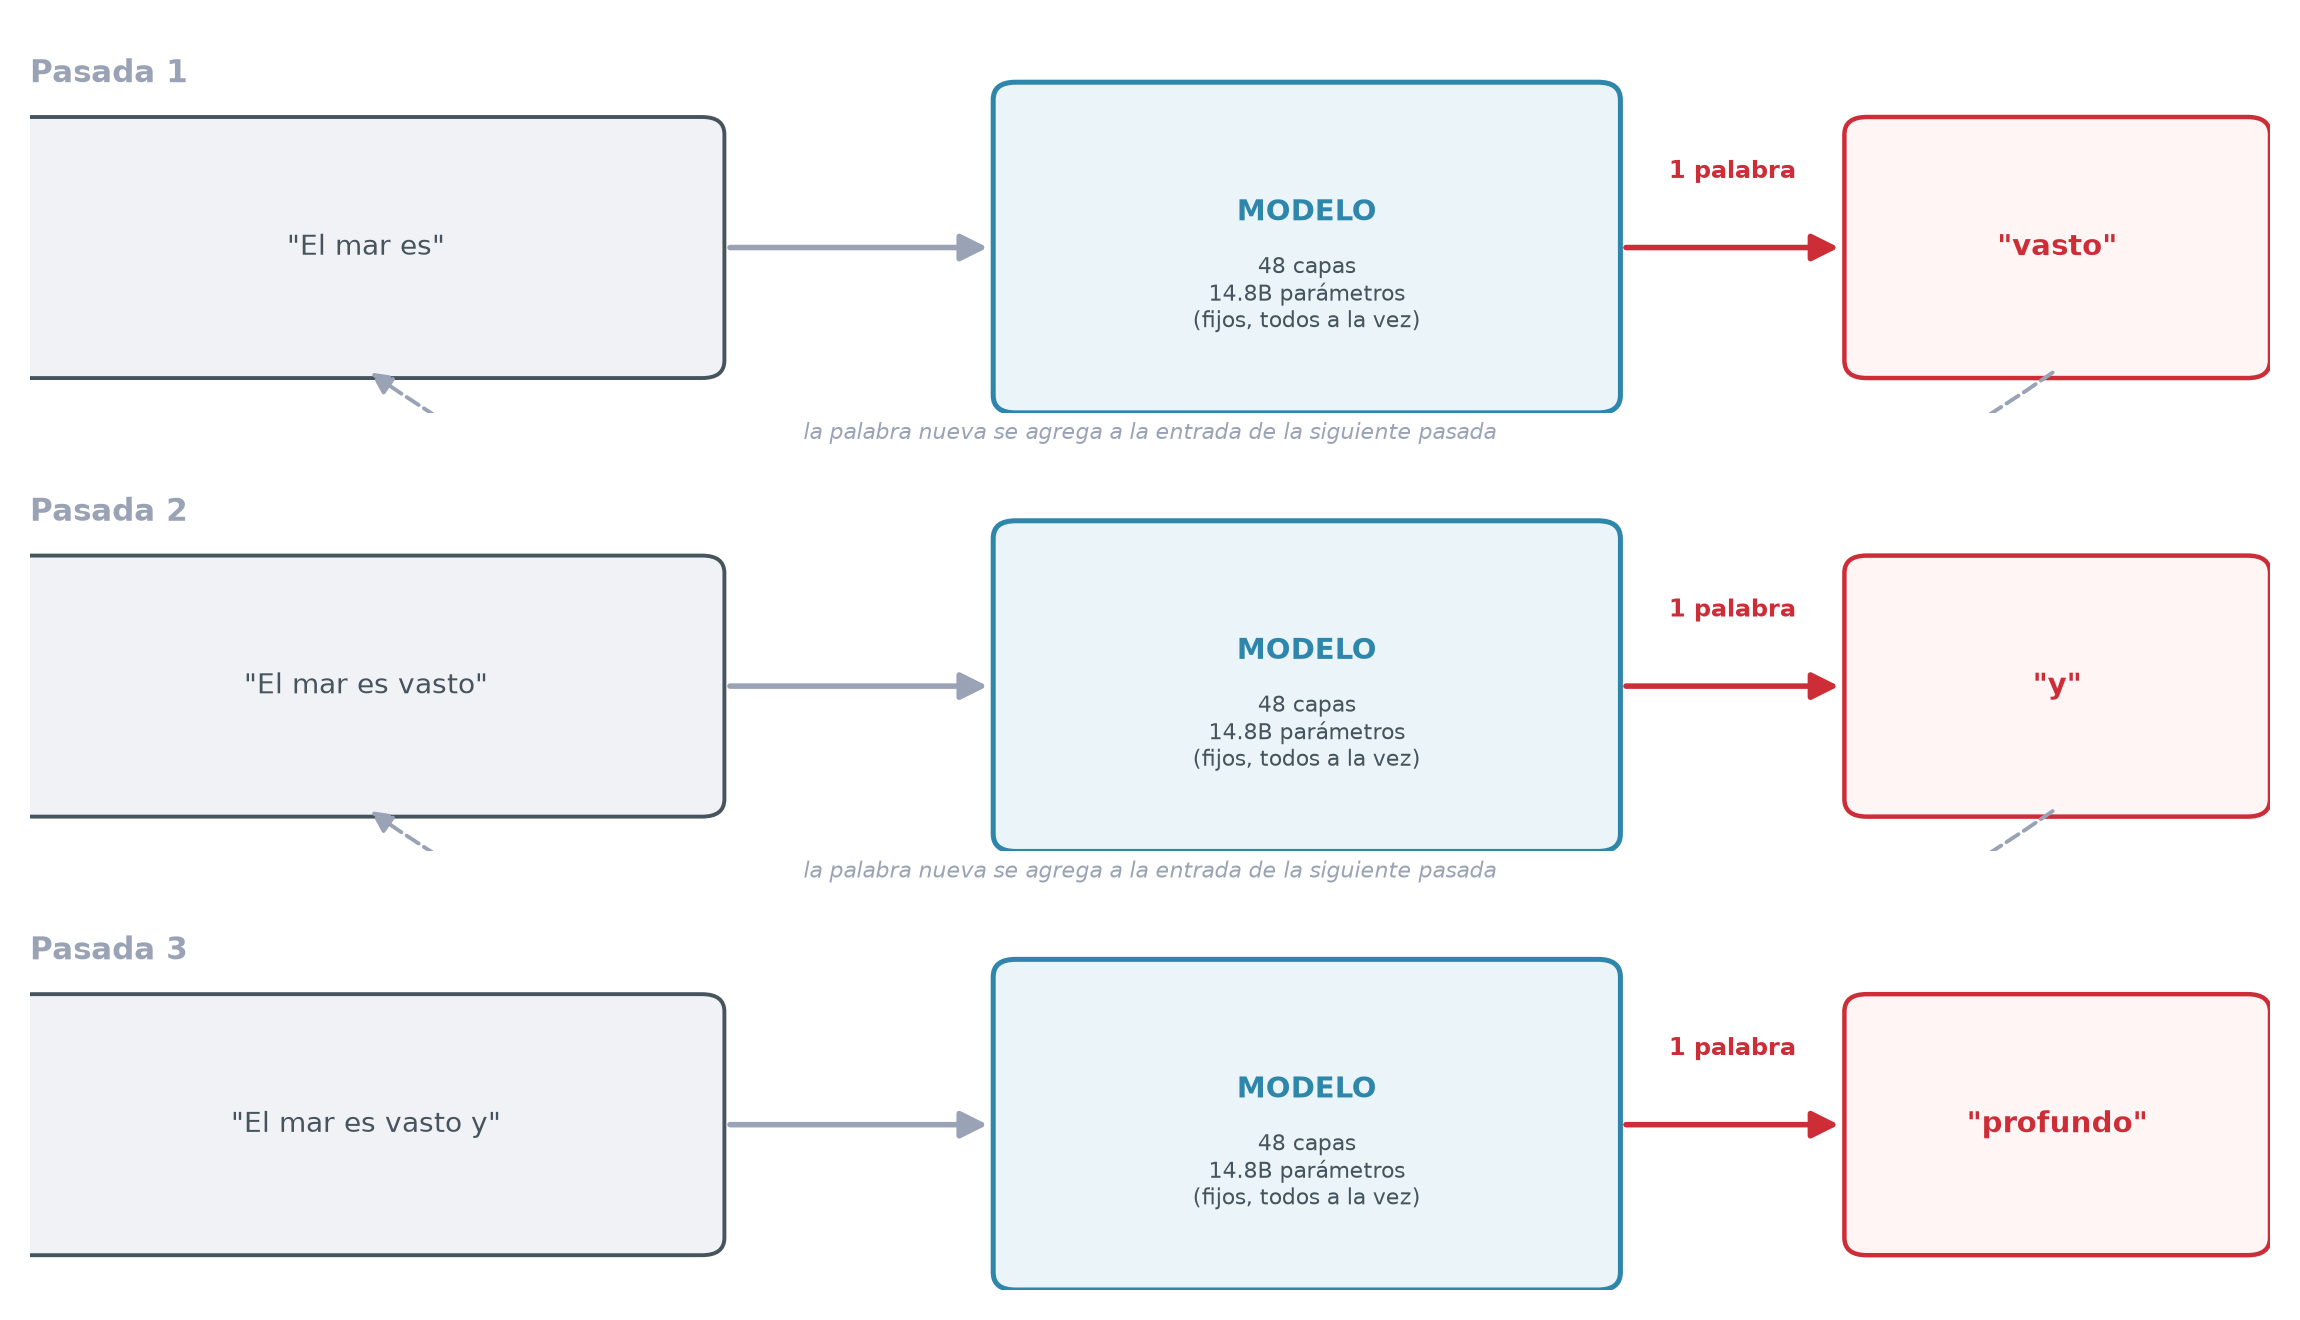 Pasada 1
"El mar es"
MODELO
48 capas
14.8B parámetros
(fijos, todos a la vez)
1 palabra
"vasto"
la palabra nueva se agrega a la entrada de la siguiente pasada
Pasada 2
"El mar es vasto"
MODELO
48 capas
14.8B parámetros
(fijos, todos a la vez)
1 palabra
"y"
la palabra nueva se agrega a la entrada de la siguiente pasada
Pasada 3
"El mar es vasto y"
MODELO
48 capas
14.8B parámetros
(fijos, todos a la vez)
1 palabra
"profundo"